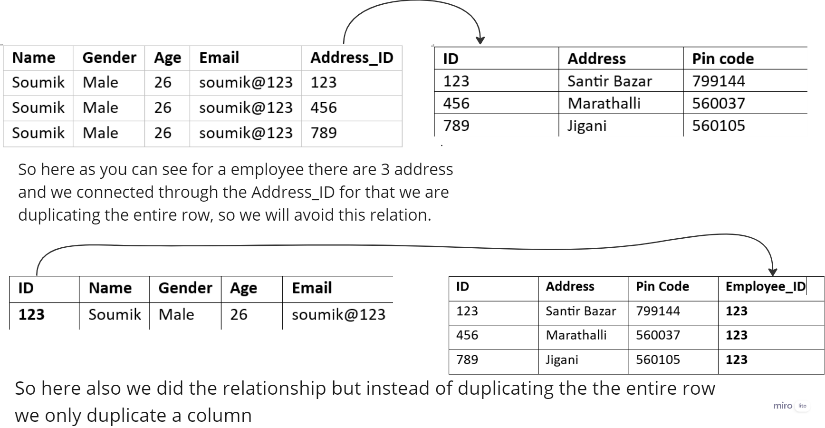 Name Gender Age Email Address_ID
Soumik Male 26 soumik@123 123
Soumik Male 26 soumik@123 456
Soumik Male 26 soumik@123 789
ID Address Pin code
123 Santir Bazar 799144
456 Marathalli 560037
789 Jigani 560105
So here as you can see for a employee there are 3 address
and we connected through the Address_ID for that we are
duplicating the entire row, so we will avoid this relation.
ID Name Gender Age Email
123 Soumik Male 26 soumik@123
ID Address Pin Code Employee_ID
123 Santir Bazar 799144 123
456 Marathalli 560037 123
789 Jigani 560105 123
So here also we did the relationship but instead of duplicating the the entire row
we only duplicate a column
miro